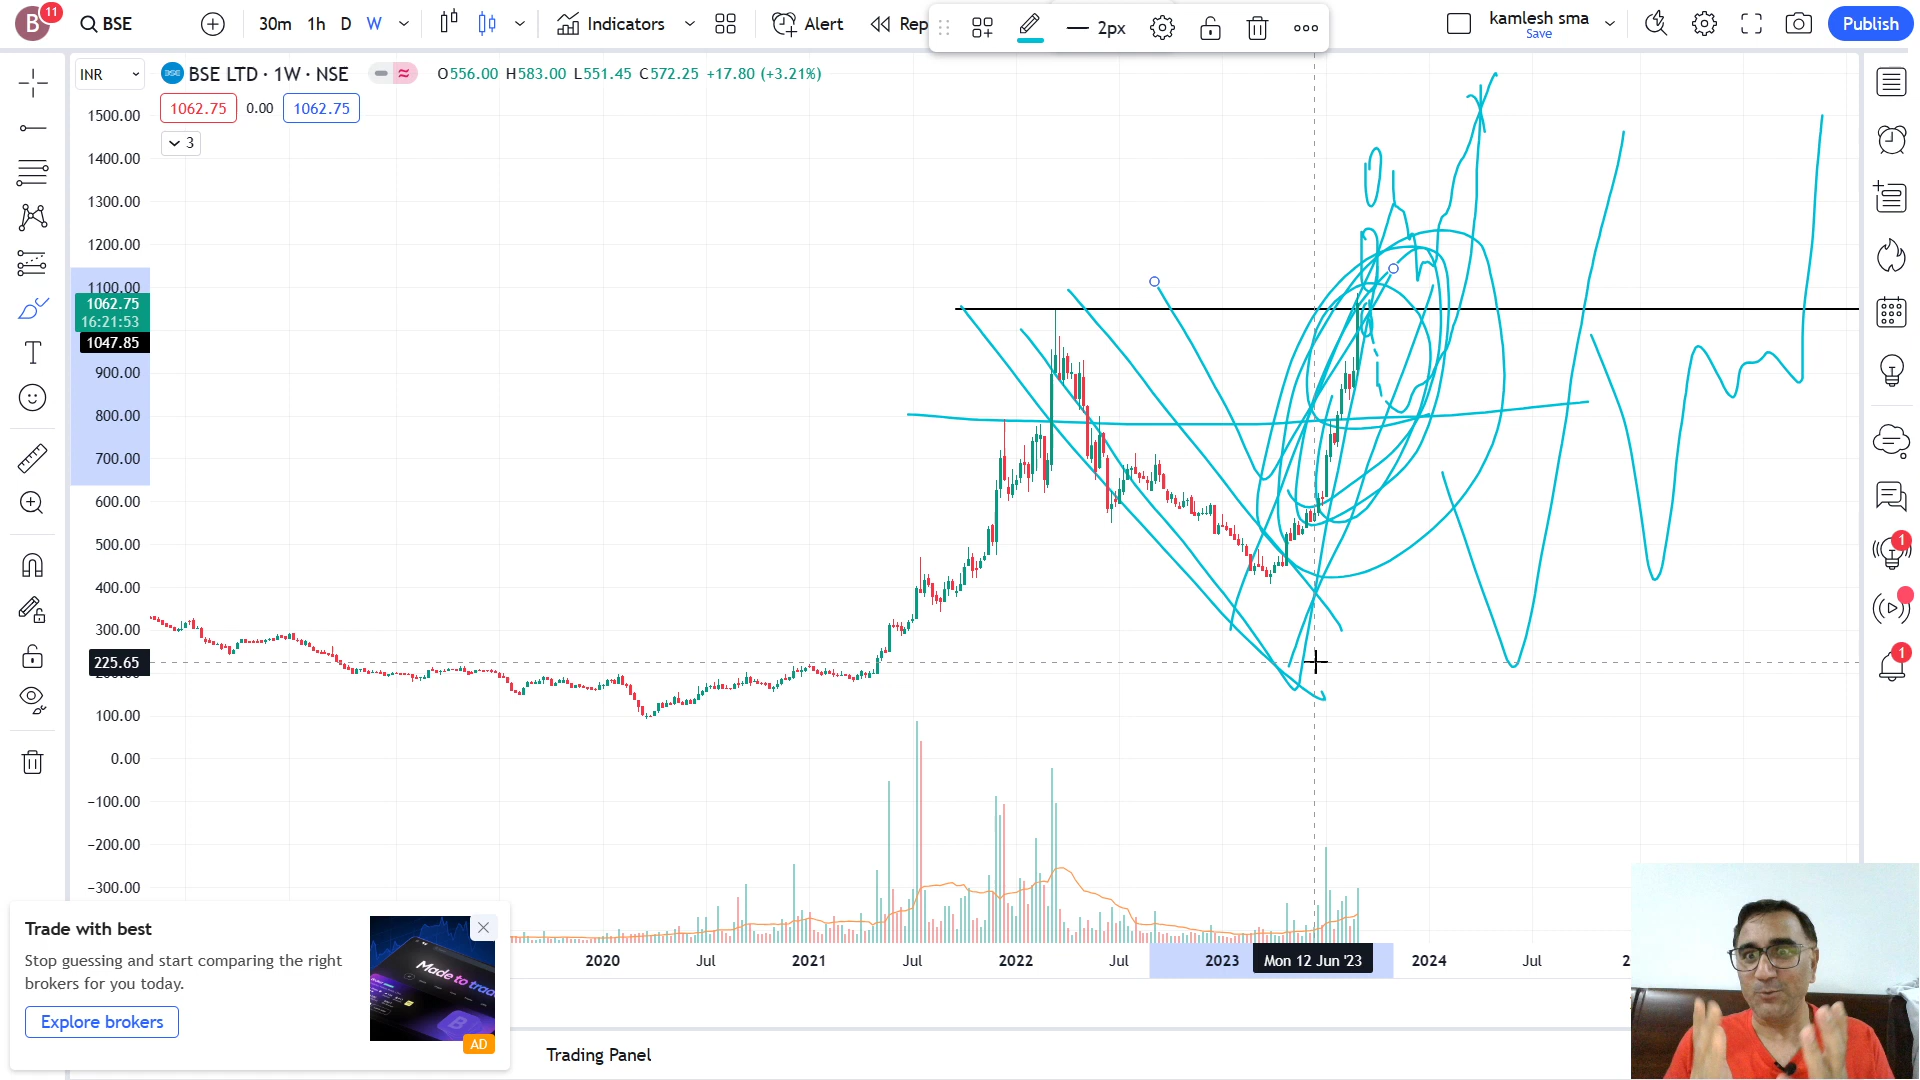 B
11
BSE
30m 1h D W
Indicators
Alert
Rep
2px
kamlesh sma
Save
Publish
INR
BSE BSE LTD · 1W · NSE
O556.00 H583.00 L551.45 C572.25 +17.80 (+3.21%)
1062.75 0.00 1062.75
3
1500.00
1400.00
1300.00
1200.00
1100.00
1062.75
16:21:53
1047.85
900.00
800.00
700.00
600.00
500.00
400.00
300.00
225.65
100.00
0.00
−100.00
−200.00
−300.00
2020 Jul 2021 Jul 2022 Jul 2023 Mon 12 Jun '23 2024 Jul
Trade with best
Stop guessing and start comparing the right
brokers for you today.
Explore brokers
Made to trade
AD
Trading Panel
1
1